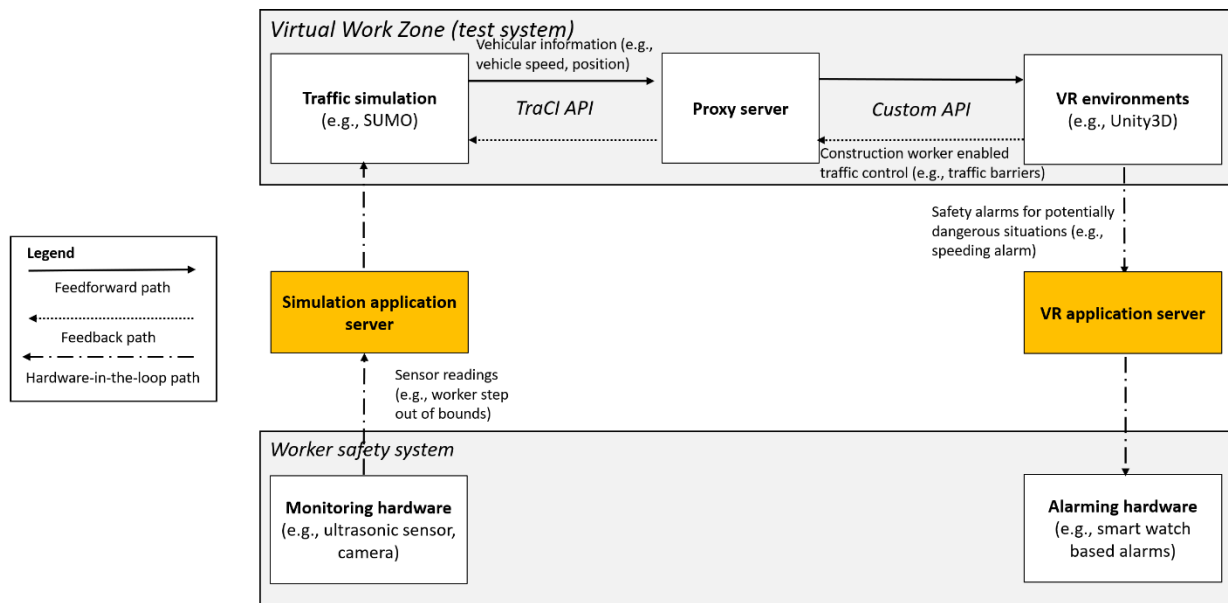 Virtual Work Zone (test system)
Vehicular information (e.g.,
vehicle speed, position)
Traffic simulation
(e.g., SUMO)
TraCI API
Proxy server
Custom API
VR environments
(e.g., Unity3D)
Construction worker enabled
traffic control (e.g., traffic barriers)
Safety alarms for potentially
dangerous situations (e.g.,
speeding alarm)
Legend
Feedforward path
Feedback path
Hardware-in-the-loop path
Simulation application
server
VR application server
Sensor readings
(e.g., worker step
out of bounds)
Worker safety system
Monitoring hardware
(e.g., ultrasonic sensor,
camera)
Alarming hardware
(e.g., smart watch
based alarms)